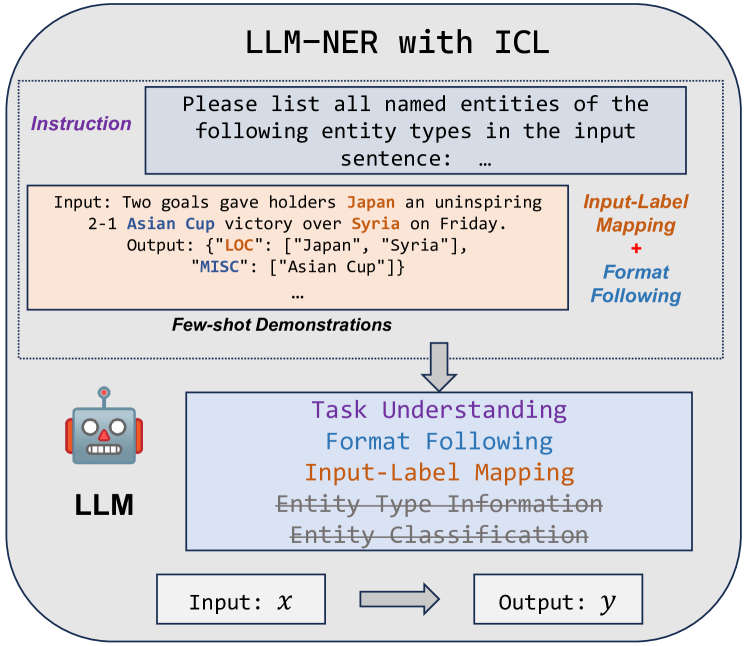 LLM-NER with ICL
Instruction
Please list all named entities of the
following entity types in the input
sentence: …
Input: Two goals gave holders Japan an uninspiring
2-1 Asian Cup victory over Syria on Friday.
Output: {"LOC": ["Japan", "Syria"],
"MISC": ["Asian Cup"]}
…
Input-Label
Mapping
+
Format
Following
Few-shot Demonstrations
LLM
Task Understanding
Format Following
Input-Label Mapping
Entity Type Information
Entity Classification
Input: x
Output: y